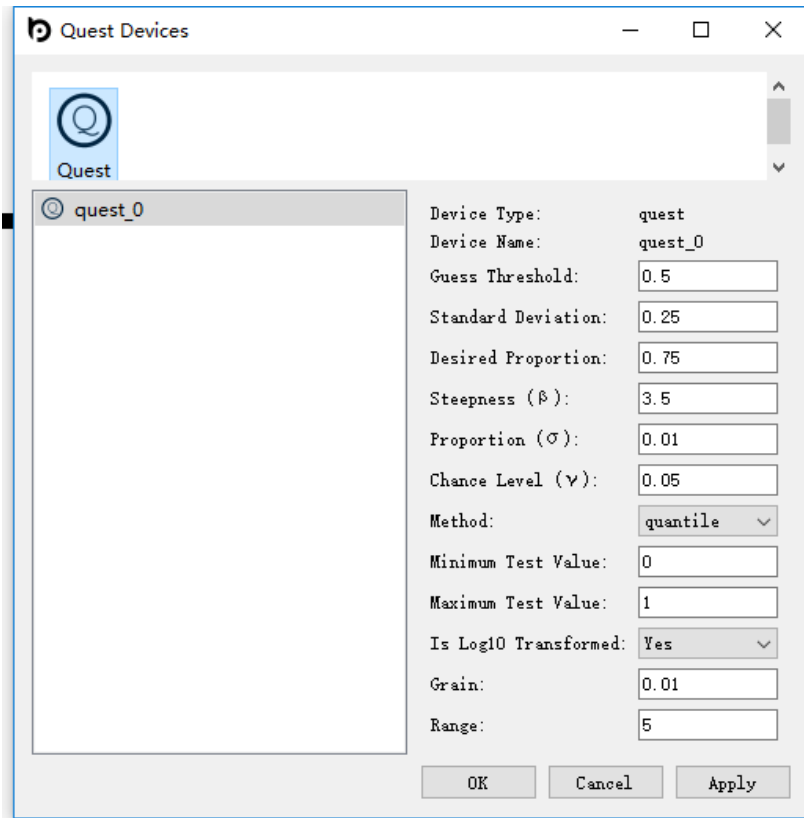 Quest Devices
Quest
quest_0
Device Type: quest
Device Name: quest_0
Guess Threshold: 0.5
Standard Deviation: 0.25
Desired Proportion: 0.75
Steepness (β): 3.5
Proportion (σ): 0.01
Chance Level (γ): 0.05
Method: quantile
Minimum Test Value: 0
Maximum Test Value: 1
Is Log10 Transformed: Yes
Grain: 0.01
Range: 5
OK Cancel Apply